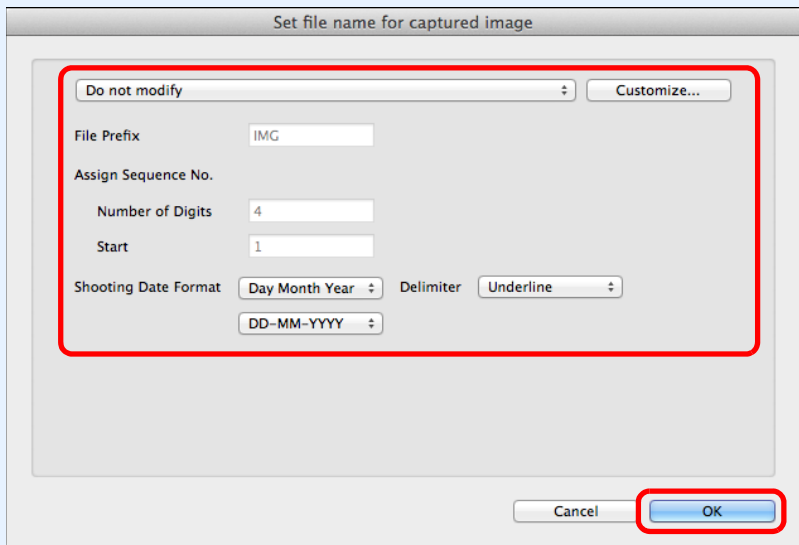 Set file name for captured image
Do not modify Customize...
File Prefix IMG
Assign Sequence No.
Number of Digits 4
Start 1
Shooting Date Format Day Month Year Delimiter Underline
DD-MM-YYYY
Cancel OK